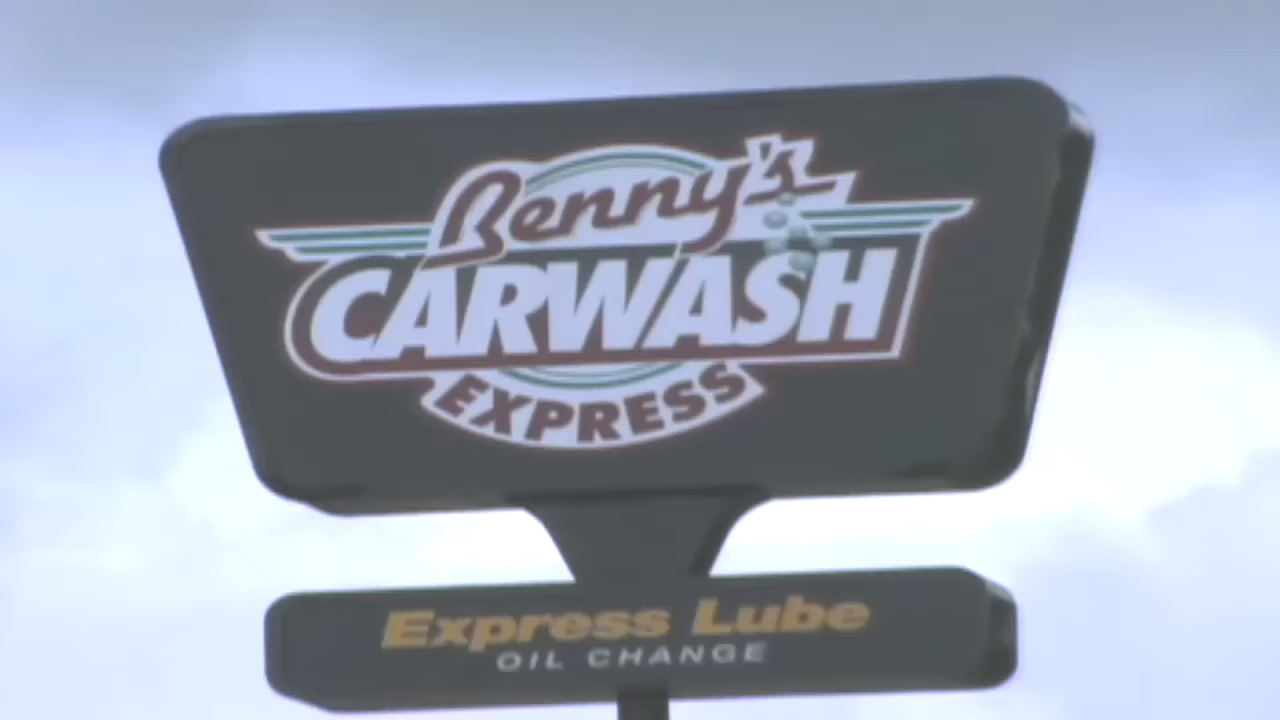 Benny's
CARWASH
EXPRESS
Express Lube
OIL CHANGE